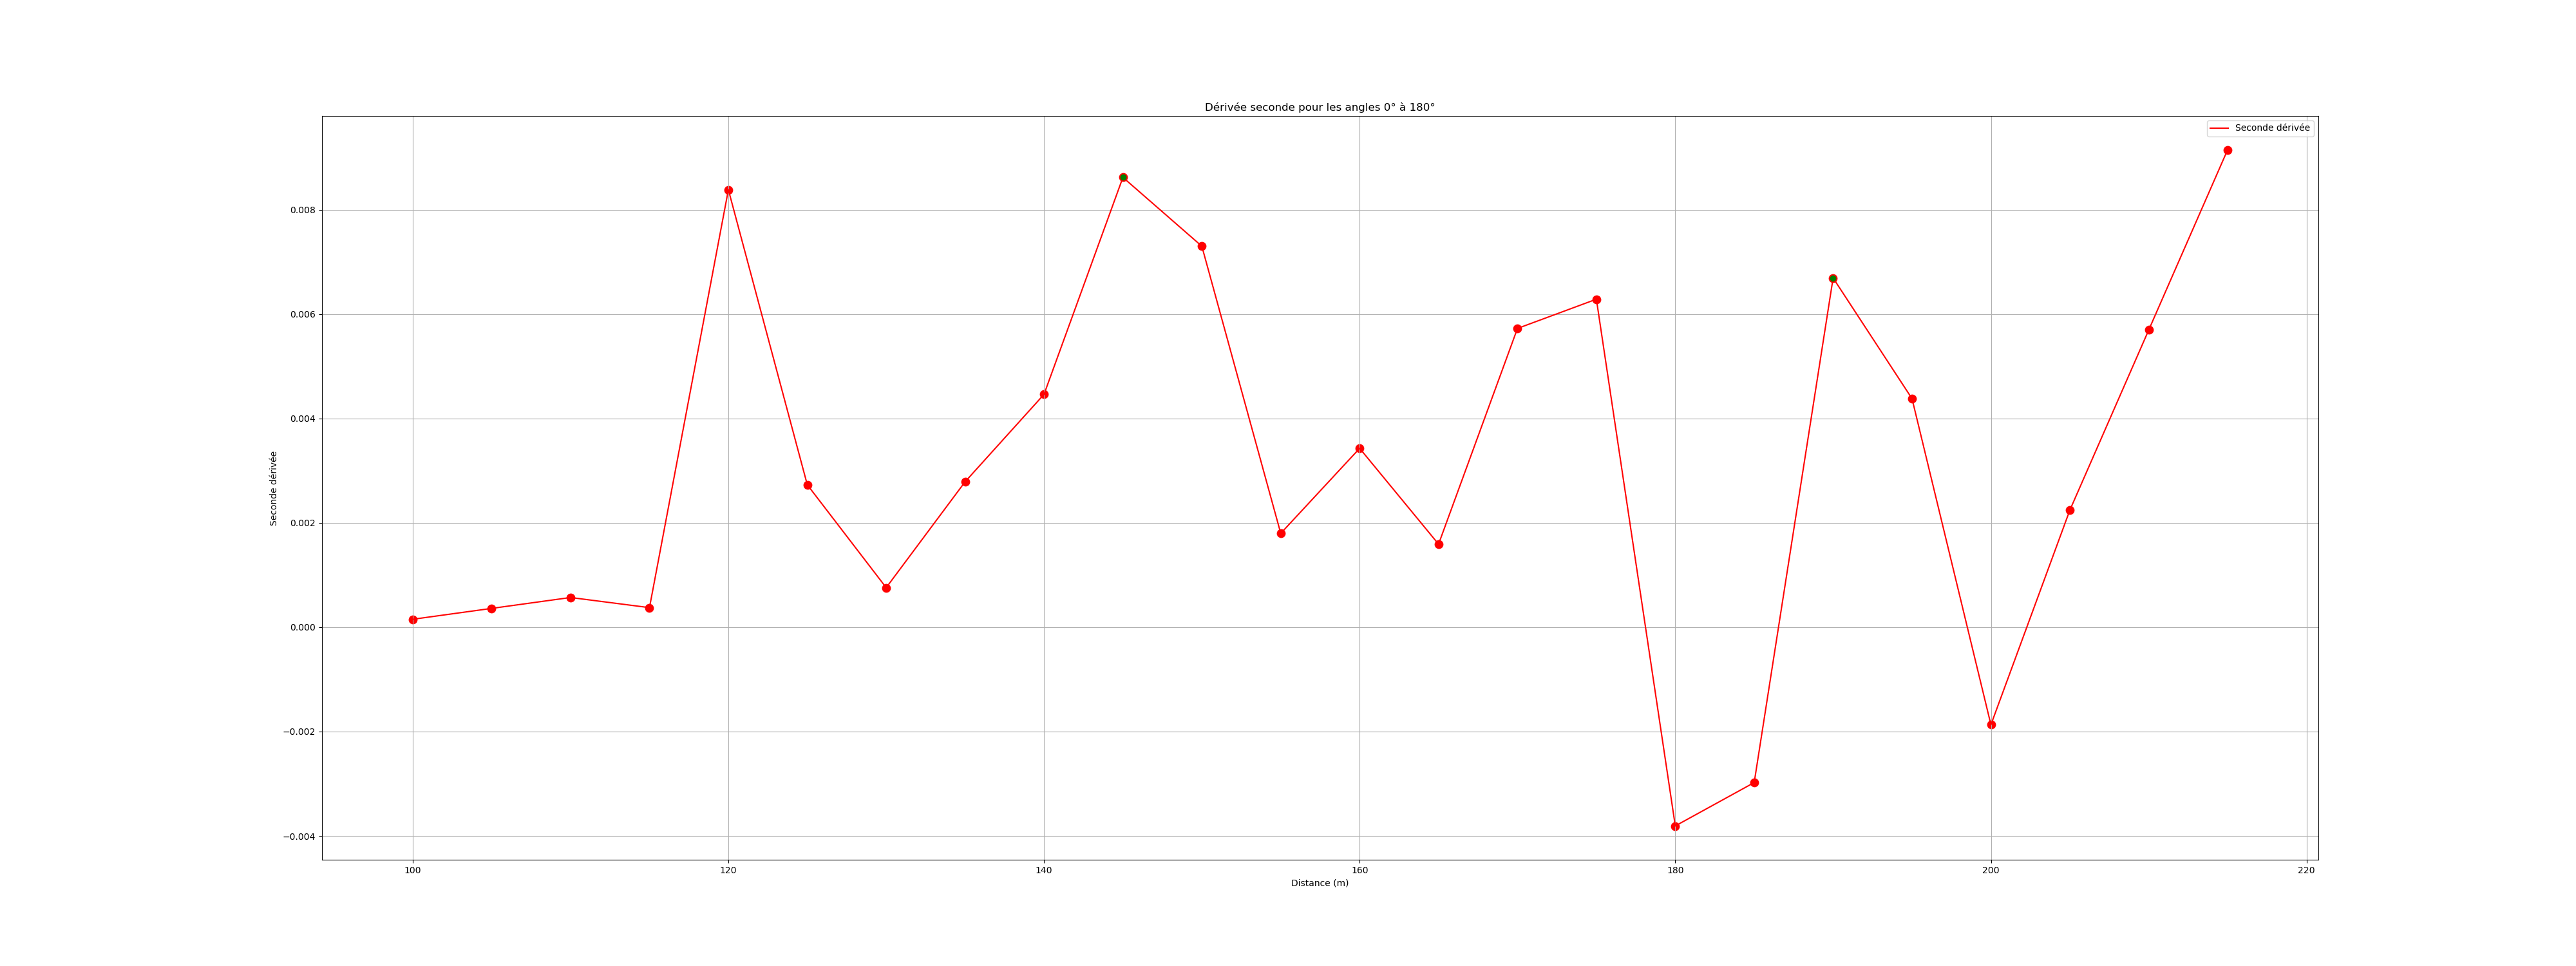 Dérivée seconde pour les angles 0° à 180°
Seconde dérivée
Seconde dérivée
0.008
0.006
0.004
0.002
0.000
−0.002
−0.004
100 120 140 160 180 200 220
Distance (m)